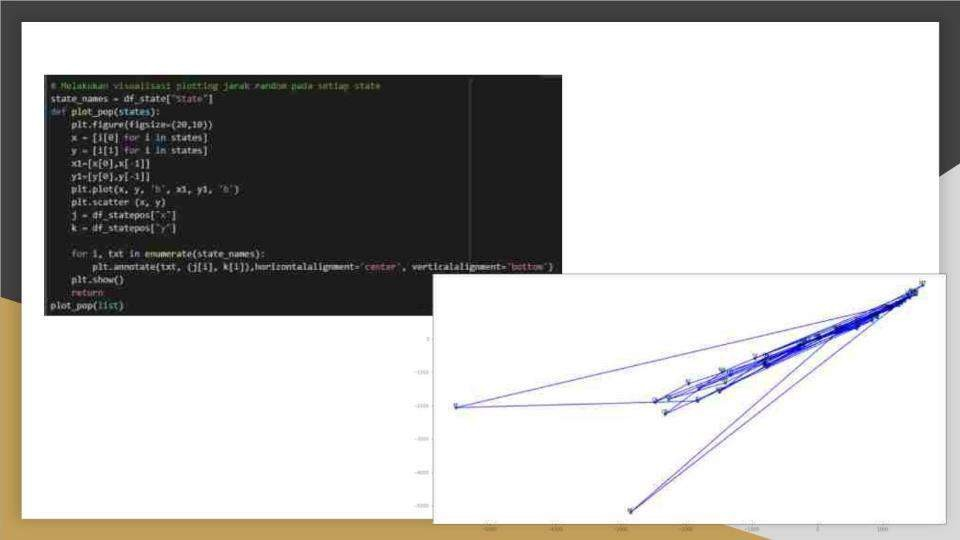 # Melakukan visualisasi plotting jarak random pada setiap state
state_names = df_state["State"]
def plot_pop(states):
plt.figure(figsize=(20,10))
x = [i[0] for i in states]
y = [i[1] for i in states]
x1=[x[0],x[-1]]
y1=[y[0],y[-1]]
plt.plot(x, y, 'b', x1, y1, 'b')
plt.scatter (x, y)
j = df_statepos["x"]
k = df_statepos["y"]
for i, txt in enumerate(state_names):
plt.annotate(txt, (j[i], k[i]),horizontalalignment='center', verticalalignment='bottom')
plt.show()
return
plot_pop(list)
0
-1000
-2000
-3000
-4000
-5000
-5000
-4000
-3000
-2000
-1000
0
1000